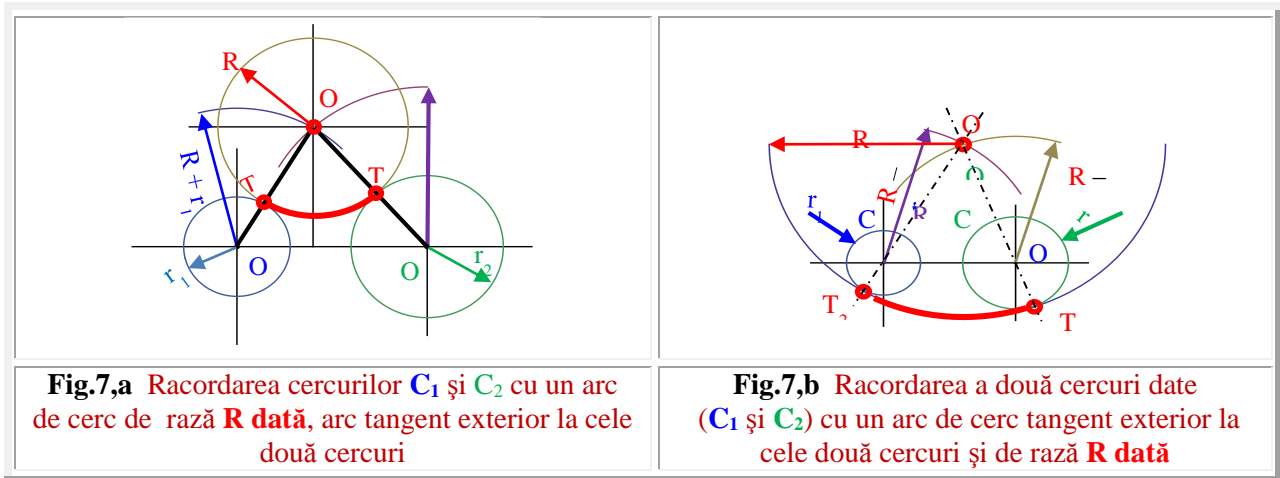 R
O
R + r₁
T
T
r₁
O
O
r₂
R
O
O
R –
R
R –
r₁
C
C
r
O
T₂
T
Fig.7,a Racordarea cercurilor C₁ şi C₂ cu un arc
de cerc de rază R dată, arc tangent exterior la cele
două cercuri
Fig.7,b Racordarea a două cercuri date
(C₁ şi C₂) cu un arc de cerc tangent exterior la
cele două cercuri şi de rază R dată